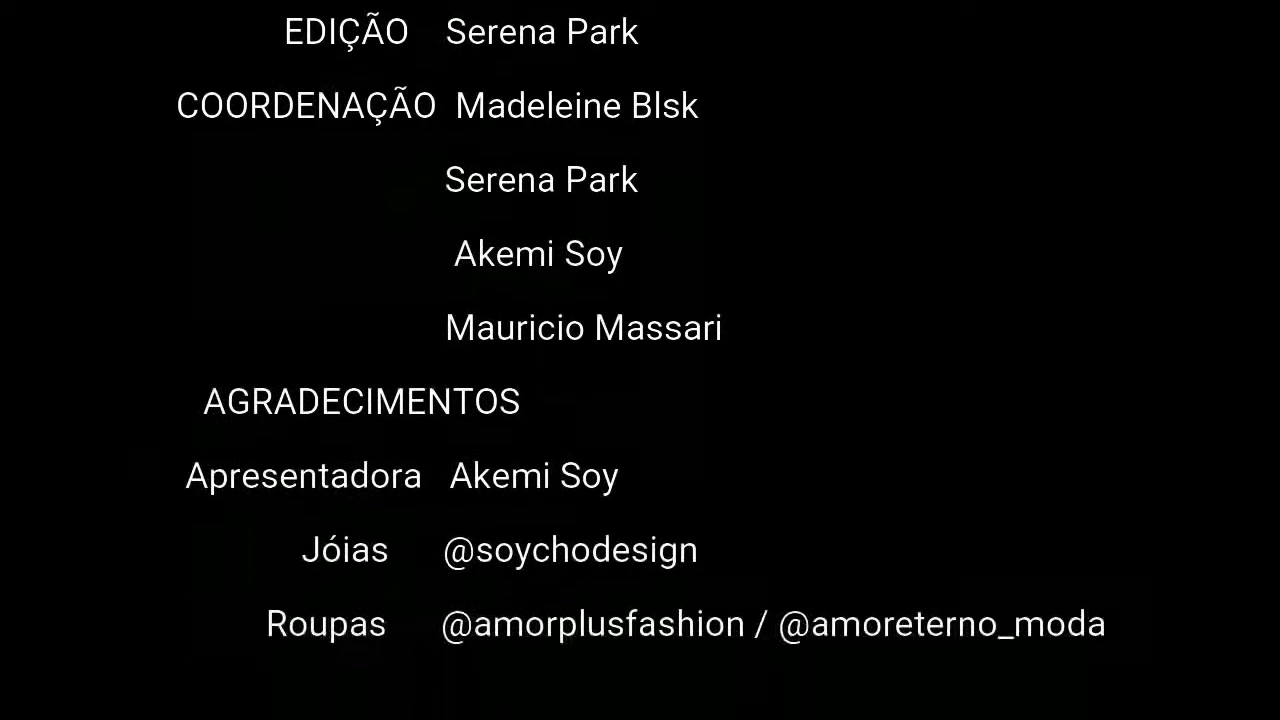 EDIÇÃO Serena Park
COORDENAÇÃO Madeleine Blsk
Serena Park
Akemi Soy
Mauricio Massari
AGRADECIMENTOS
Apresentadora Akemi Soy
Jóias @soychodesign
Roupas @amorplusfashion / @amoreterno_moda